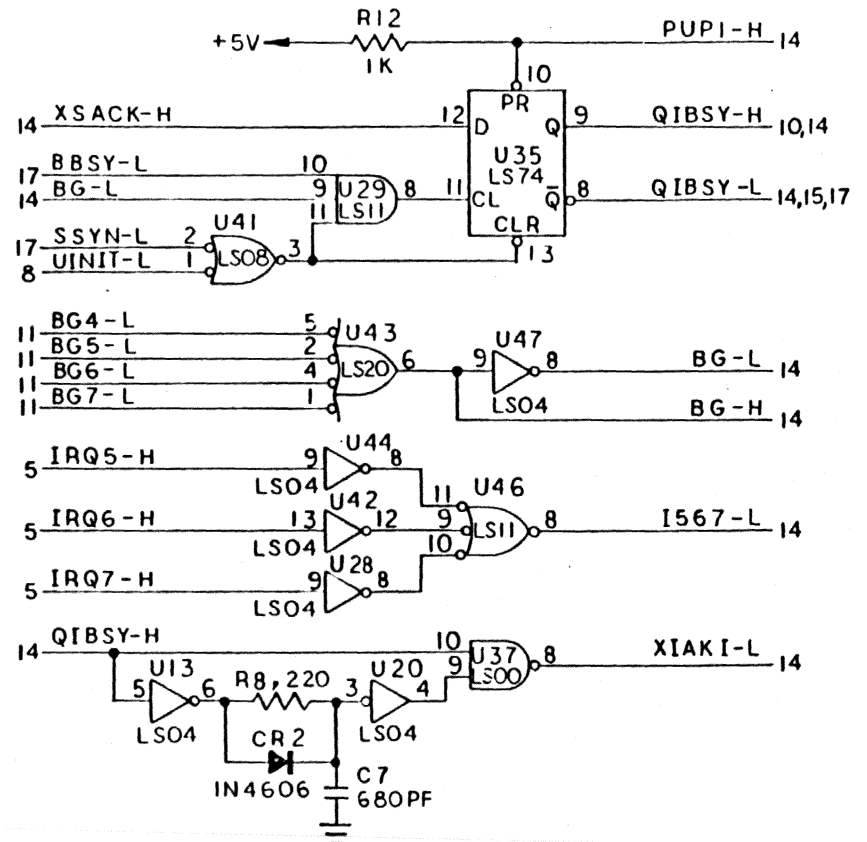 R12
+5V
1K
PUP1-H 14
10
PR
14 XSACK-H 12 D Q 9 QIBSY-H 10,14
U35
LS74
17 BBSY-L 10
14 BG-L 9 U29 8 11 CL Q 8 QIBSY-L 14,15,17
11 LS11
U41
CLR
17 SSYN-L 2
LS08 3 13
8 UINIT-L 1
11 BG4-L 5 U43
11 BG5-L 2
LS20 6
11 BG6-L 4
11 BG7-L 1
U47
9 8 BG-L 14
LS04
BG-H 14
5 IRQ5-H 9 U44 8
LS04
11 U46
5 IRQ6-H 13 U42 12 9 LS11 8 I567-L 14
LS04
10
5 IRQ7-H 9 U28 8
LS04
14 QIBSY-H 10 U37 8 XIAKI-L 14
9 LS00
U13
5 6 R8,220 3 U20 4
LS04
LS04
CR2
1N4606
C7
680PF